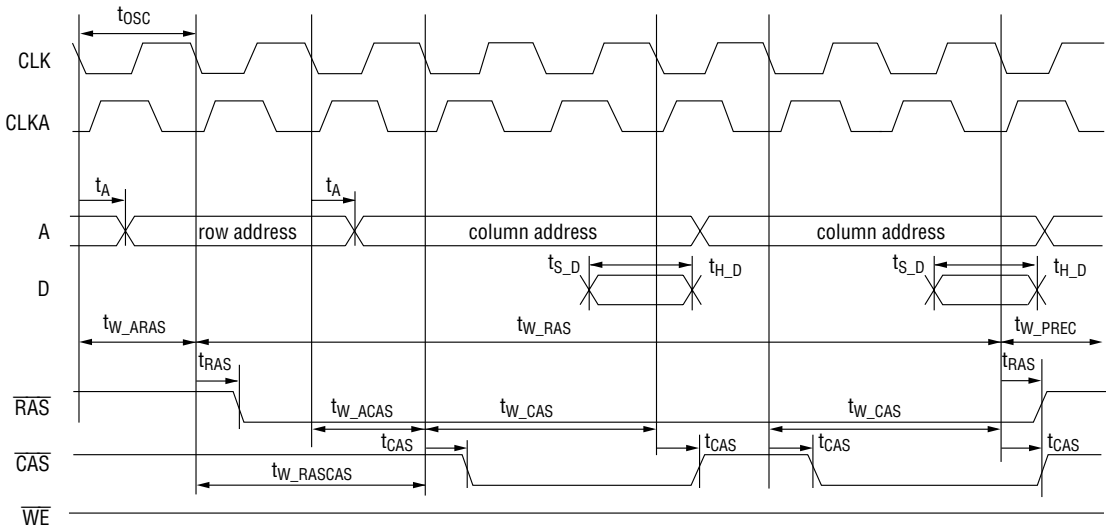 tOSC
CLK
CLKA
tA tA
A row address column address column address
tS_D tH_D tS_D tH_D
D
tW_ARAS tW_RAS tW_PREC
tRAS tRAS
RAS tW_ACAS tW_CAS tW_CAS
tCAS tCAS tCAS tCAS
CAS tW_RASCAS
WE